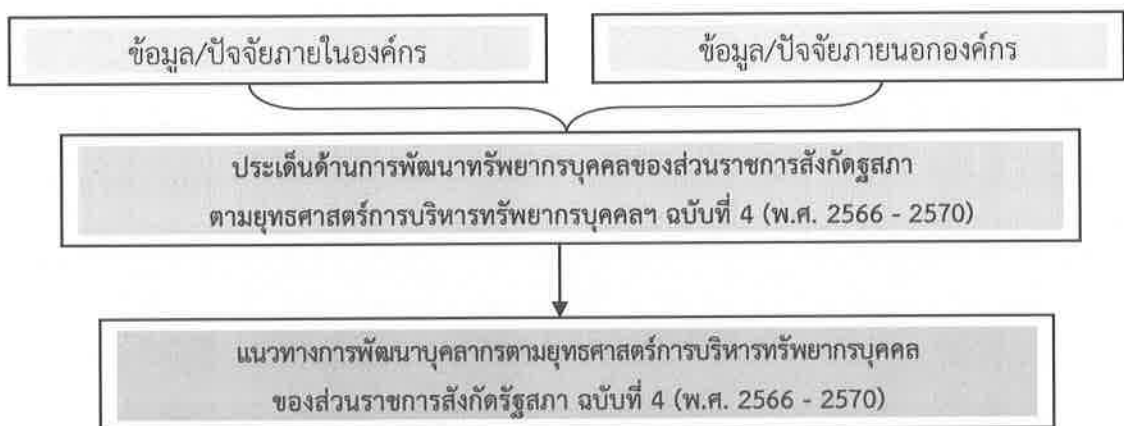 ข้อมูล/ปัจจัยภายในองค์กร
ข้อมูล/ปัจจัยภายนอกองค์กร
ประเด็นด้านการพัฒนาทรัพยากรบุคคลของส่วนราชการสังกัดฐสภา
ตามยุทธศาสตร์การบริหารทรัพยากรบุคคลฯ ฉบับที่ 4 (พ.ศ. 2566 - 2570)
แนวทางการพัฒนาบุคลากรตามยุทธศาสตร์การบริหารทรัพยากรบุคคล
ของส่วนราชการสังกัดรัฐสภา ฉบับที่ 4 (พ.ศ. 2566 - 2570)